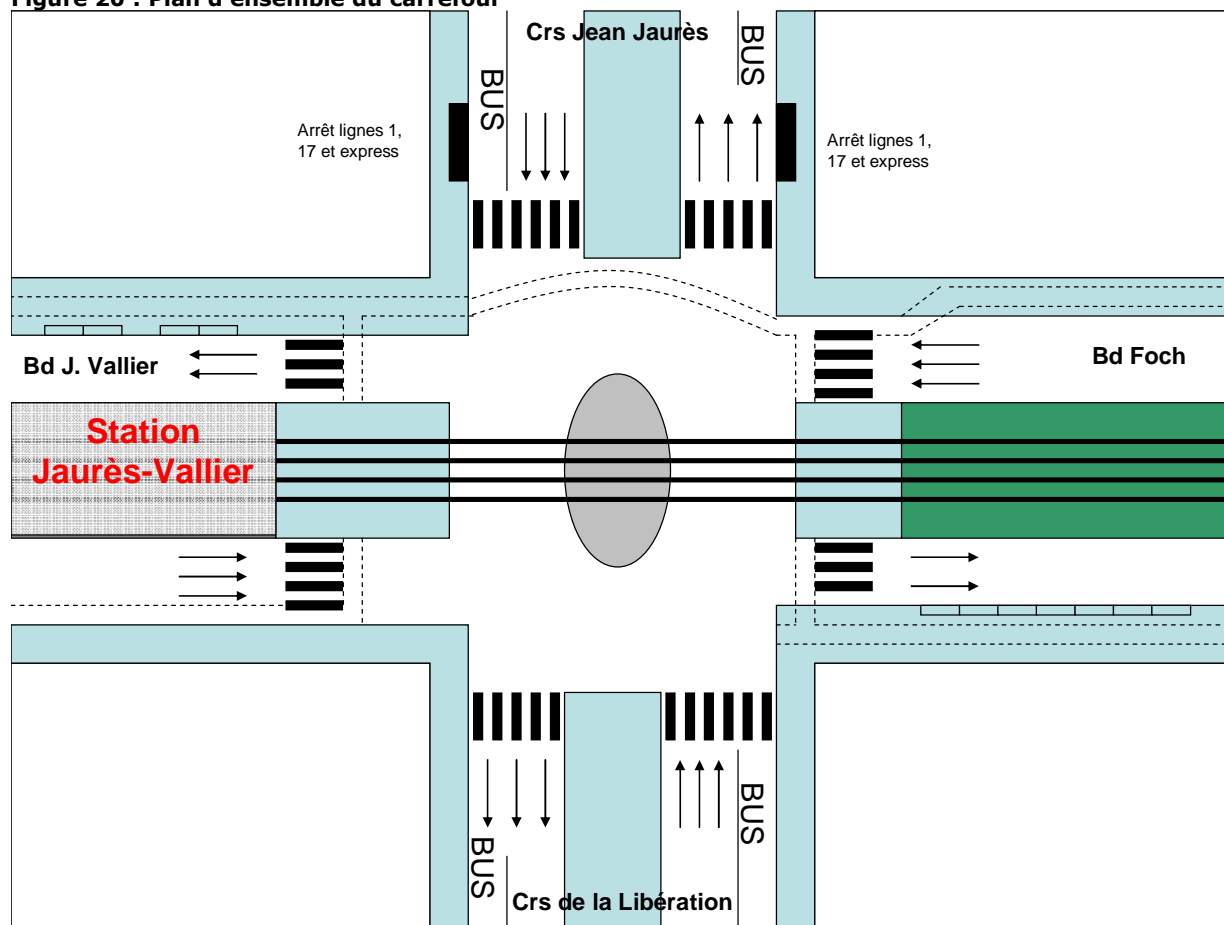 Figure 20 : Plan d'ensemble du carrefour
Crs Jean Jaurès
BUS
BUS
Arrêt lignes 1,
17 et express
Arrêt lignes 1,
17 et express
Bd J. Vallier
Bd Foch
Station
Jaurès-Vallier
BUS
BUS
Crs de la Libération